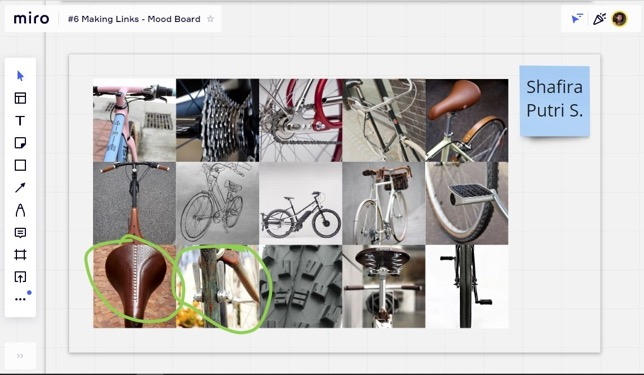 miro
#6 Making Links - Mood Board
Shafira
Putri S.